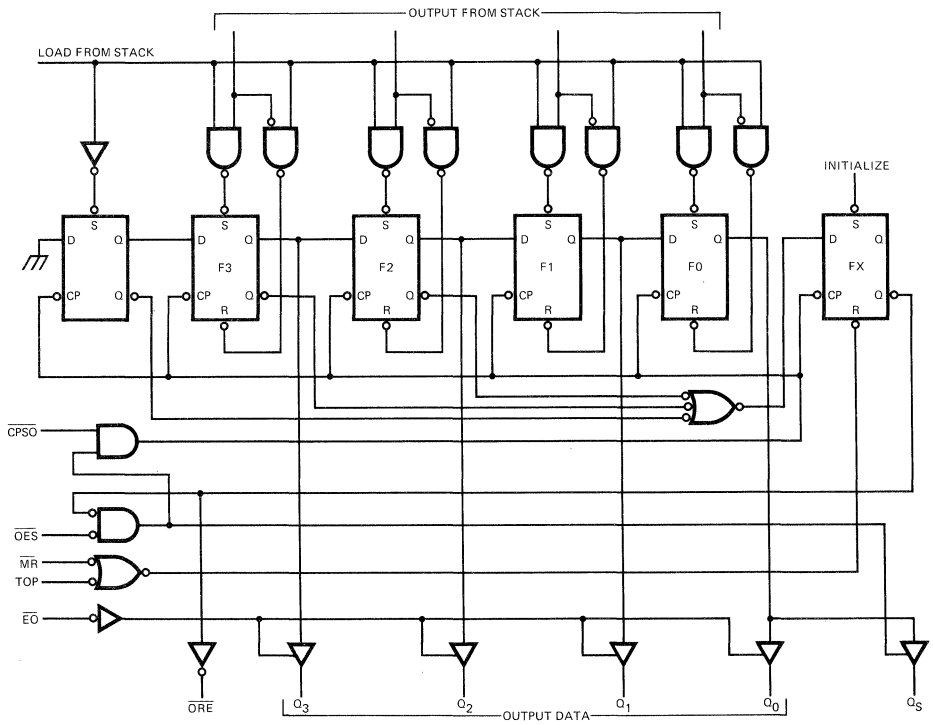 OUTPUT FROM STACK
LOAD FROM STACK
INITIALIZE
S S S S S S
D Q D Q D Q D Q D Q D Q
F3 F2 F1 F0 FX
CP Q CP Q CP Q CP CP CP Q
R R R R R
CPSO
OES
MR
TOP
EO
ORE Q3 Q2 Q1 Q0 QS
OUTPUT DATA